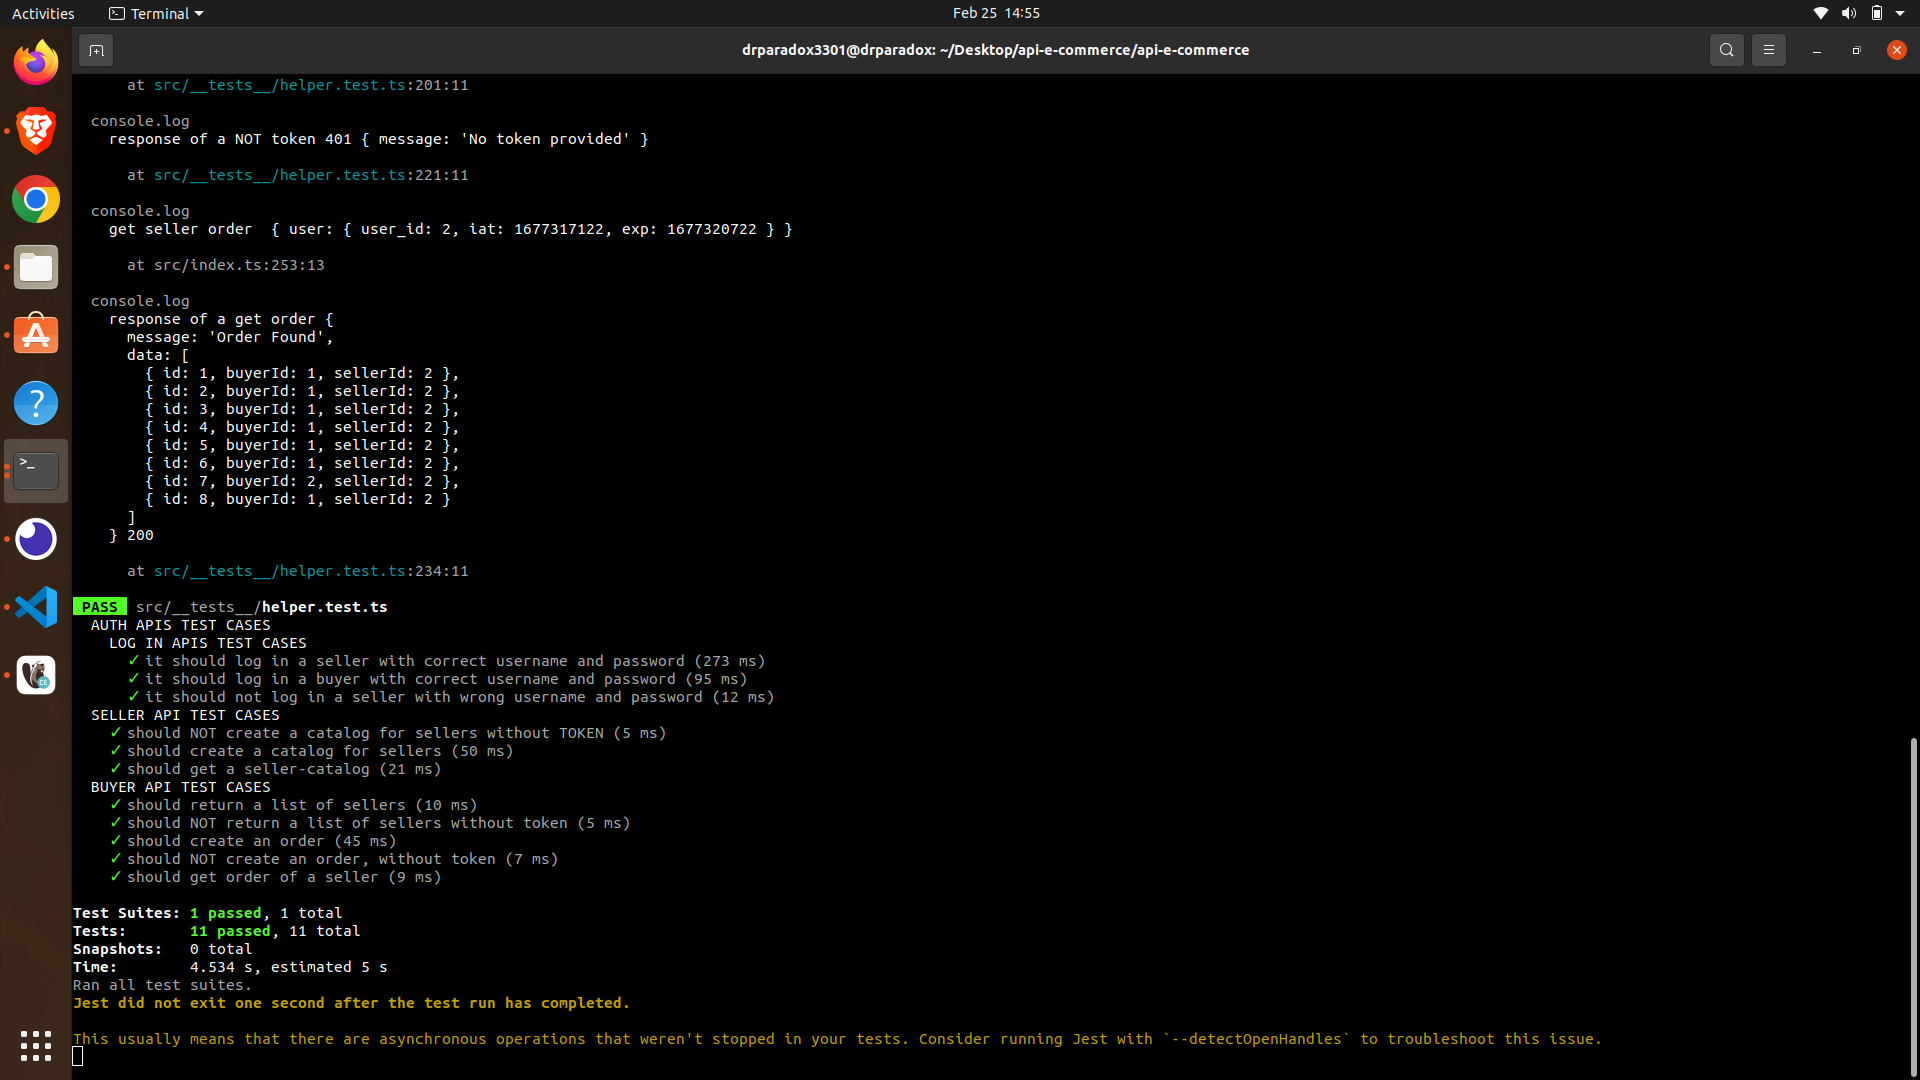 Activities
Terminal
Feb 25 14:55
drparadox3301@drparadox: ~/Desktop/api-e-commerce/api-e-commerce
at src/__tests__/helper.test.ts:201:11
console.log
response of a NOT token 401 { message: 'No token provided' }
at src/__tests__/helper.test.ts:221:11
console.log
get seller order  { user: { user_id: 2, iat: 1677317122, exp: 1677320722 } }
at src/index.ts:253:13
console.log
response of a get order {
message: 'Order Found',
data: [
{ id: 1, buyerId: 1, sellerId: 2 },
{ id: 2, buyerId: 1, sellerId: 2 },
{ id: 3, buyerId: 1, sellerId: 2 },
{ id: 4, buyerId: 1, sellerId: 2 },
{ id: 5, buyerId: 1, sellerId: 2 },
{ id: 6, buyerId: 1, sellerId: 2 },
{ id: 7, buyerId: 2, sellerId: 2 },
{ id: 8, buyerId: 1, sellerId: 2 }
]
} 200
at src/__tests__/helper.test.ts:234:11
PASS src/__tests__/helper.test.ts
AUTH APIS TEST CASES
LOG IN APIS TEST CASES
✓ it should log in a seller with correct username and password (273 ms)
✓ it should log in a buyer with correct username and password (95 ms)
✓ it should not log in a seller with wrong username and password (12 ms)
SELLER API TEST CASES
✓ should NOT create a catalog for sellers without TOKEN (5 ms)
✓ should create a catalog for sellers (50 ms)
✓ should get a seller-catalog (21 ms)
BUYER API TEST CASES
✓ should return a list of sellers (10 ms)
✓ should NOT return a list of sellers without token (5 ms)
✓ should create an order (45 ms)
✓ should NOT create an order, without token (7 ms)
✓ should get order of a seller (9 ms)
Test Suites: 1 passed, 1 total
Tests: 11 passed, 11 total
Snapshots: 0 total
Time: 4.534 s, estimated 5 s
Ran all test suites.
Jest did not exit one second after the test run has completed.
This usually means that there are asynchronous operations that weren't stopped in your tests. Consider running Jest with `--detectOpenHandles` to troubleshoot this issue.